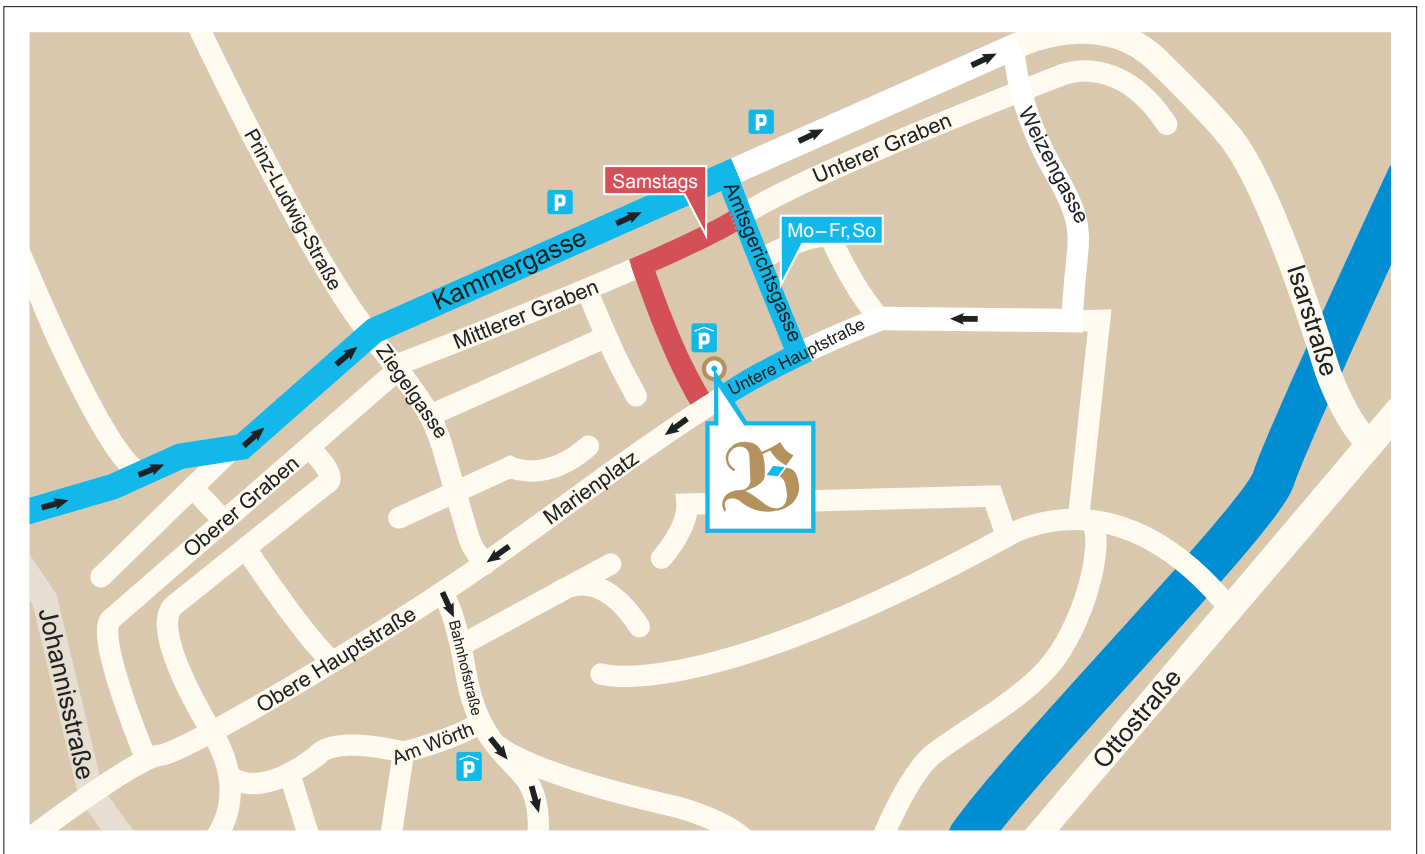 P
Weizengasse
Unterer Graben
Prinz-Ludwig-Straße
Samstags
P
Amtsgerichtsgasse
Mo–Fr, So
Kammergasse
Isarstraße
Mittlerer Graben
P
Untere Hauptstraße
Ziegelgasse
B
Marienplatz
Oberer Graben
Johannisstraße
Obere Hauptstraße
Bahnhofstraße
Ottostraße
Am Wörth
P